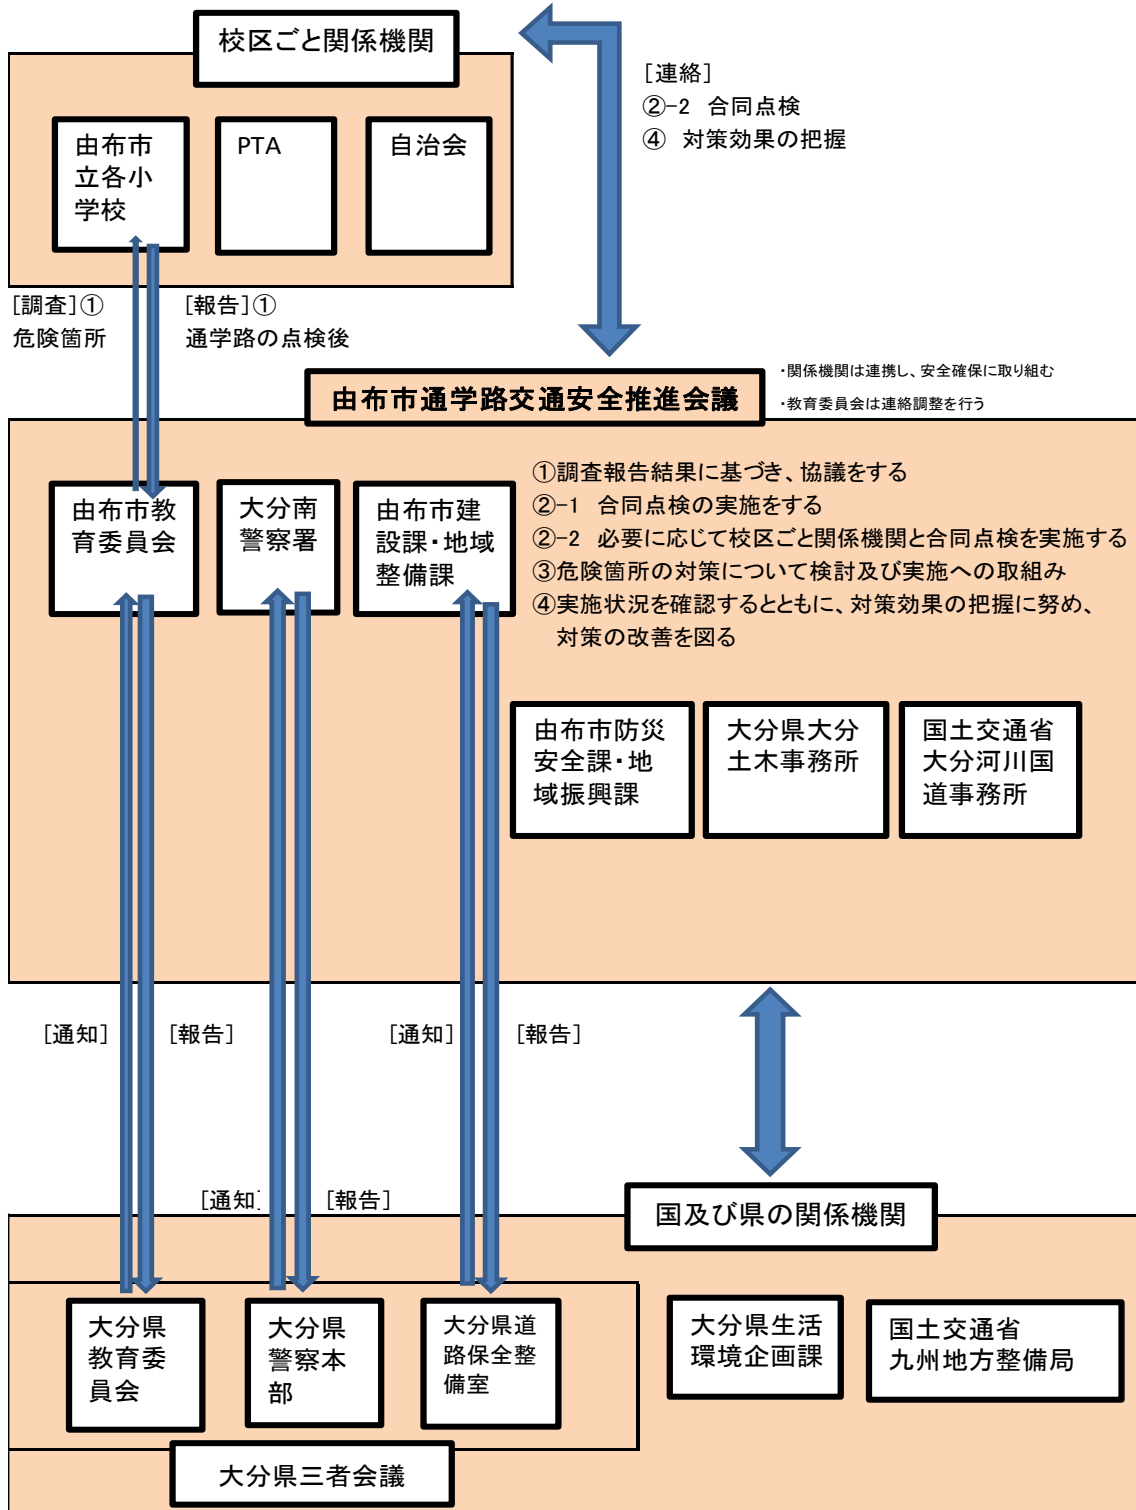 校区ごと関係機関
[連絡]
②-2 合同点検
④ 対策効果の把握
由布市
立各小
学校
PTA
自治会
[調査]①
危険箇所
[報告]①
通学路の点検後
・関係機関は連携し、安全確保に取り組む
由布市通学路交通安全推進会議
・教育委員会は連絡調整を行う
①調査報告結果に基づき、協議をする
②-1 合同点検の実施をする
②-2 必要に応じて校区ごと関係機関と合同点検を実施する
③危険箇所の対策について検討及び実施への取組み
④実施状況を確認するとともに、対策効果の把握に努め、
対策の改善を図る
由布市教
育委員会
大分南
警察署
由布市建
設課・地域
整備課
由布市防災
安全課・地
域振興課
大分県大分
土木事務所
国土交通省
大分河川国
道事務所
[通知]
[報告]
[通知]
[報告]
[通知]
[報告]
国及び県の関係機関
大分県
教育委
員会
大分県
警察本
部
大分県道
路保全整
備室
大分県生活
環境企画課
国土交通省
九州地方整備局
大分県三者会議